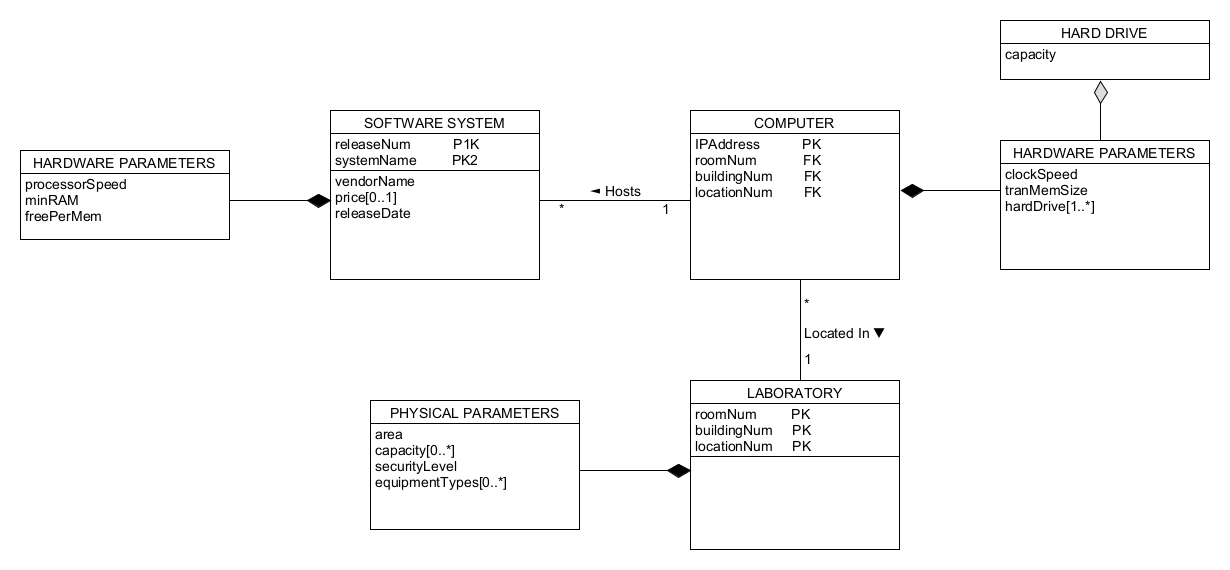 HARD DRIVE
capacity
SOFTWARE SYSTEM
releaseNum P1K
systemName PK2
vendorName
price[0..1]
releaseDate
COMPUTER
IPAddress PK
roomNum FK
buildingNum FK
locationNum FK
HARDWARE PARAMETERS
clockSpeed
tranMemSize
hardDrive[1..*]
HARDWARE PARAMETERS
processorSpeed
minRAM
freePerMem
◄ Hosts
* 1
*
Located In ▼
1
LABORATORY
roomNum PK
buildingNum PK
locationNum PK
PHYSICAL PARAMETERS
area
capacity[0..*]
securityLevel
equipmentTypes[0..*]